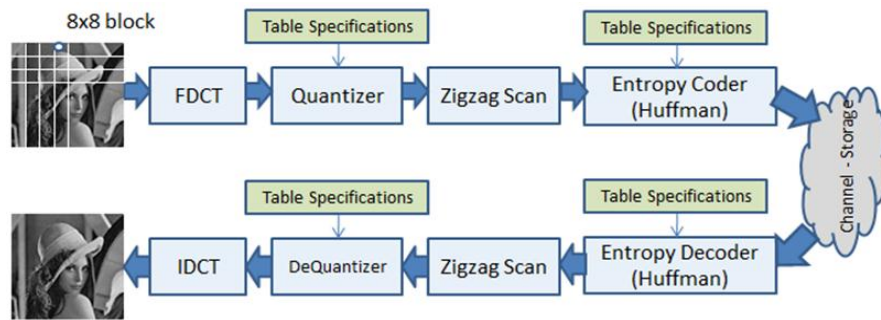 8x8 block
Table Specifications
Table Specifications
FDCT
Quantizer
Zigzag Scan
Entropy Coder
(Huffman)
Channel - Storage
Table Specifications
Table Specifications
IDCT
DeQuantizer
Zigzag Scan
Entropy Decoder
(Huffman)